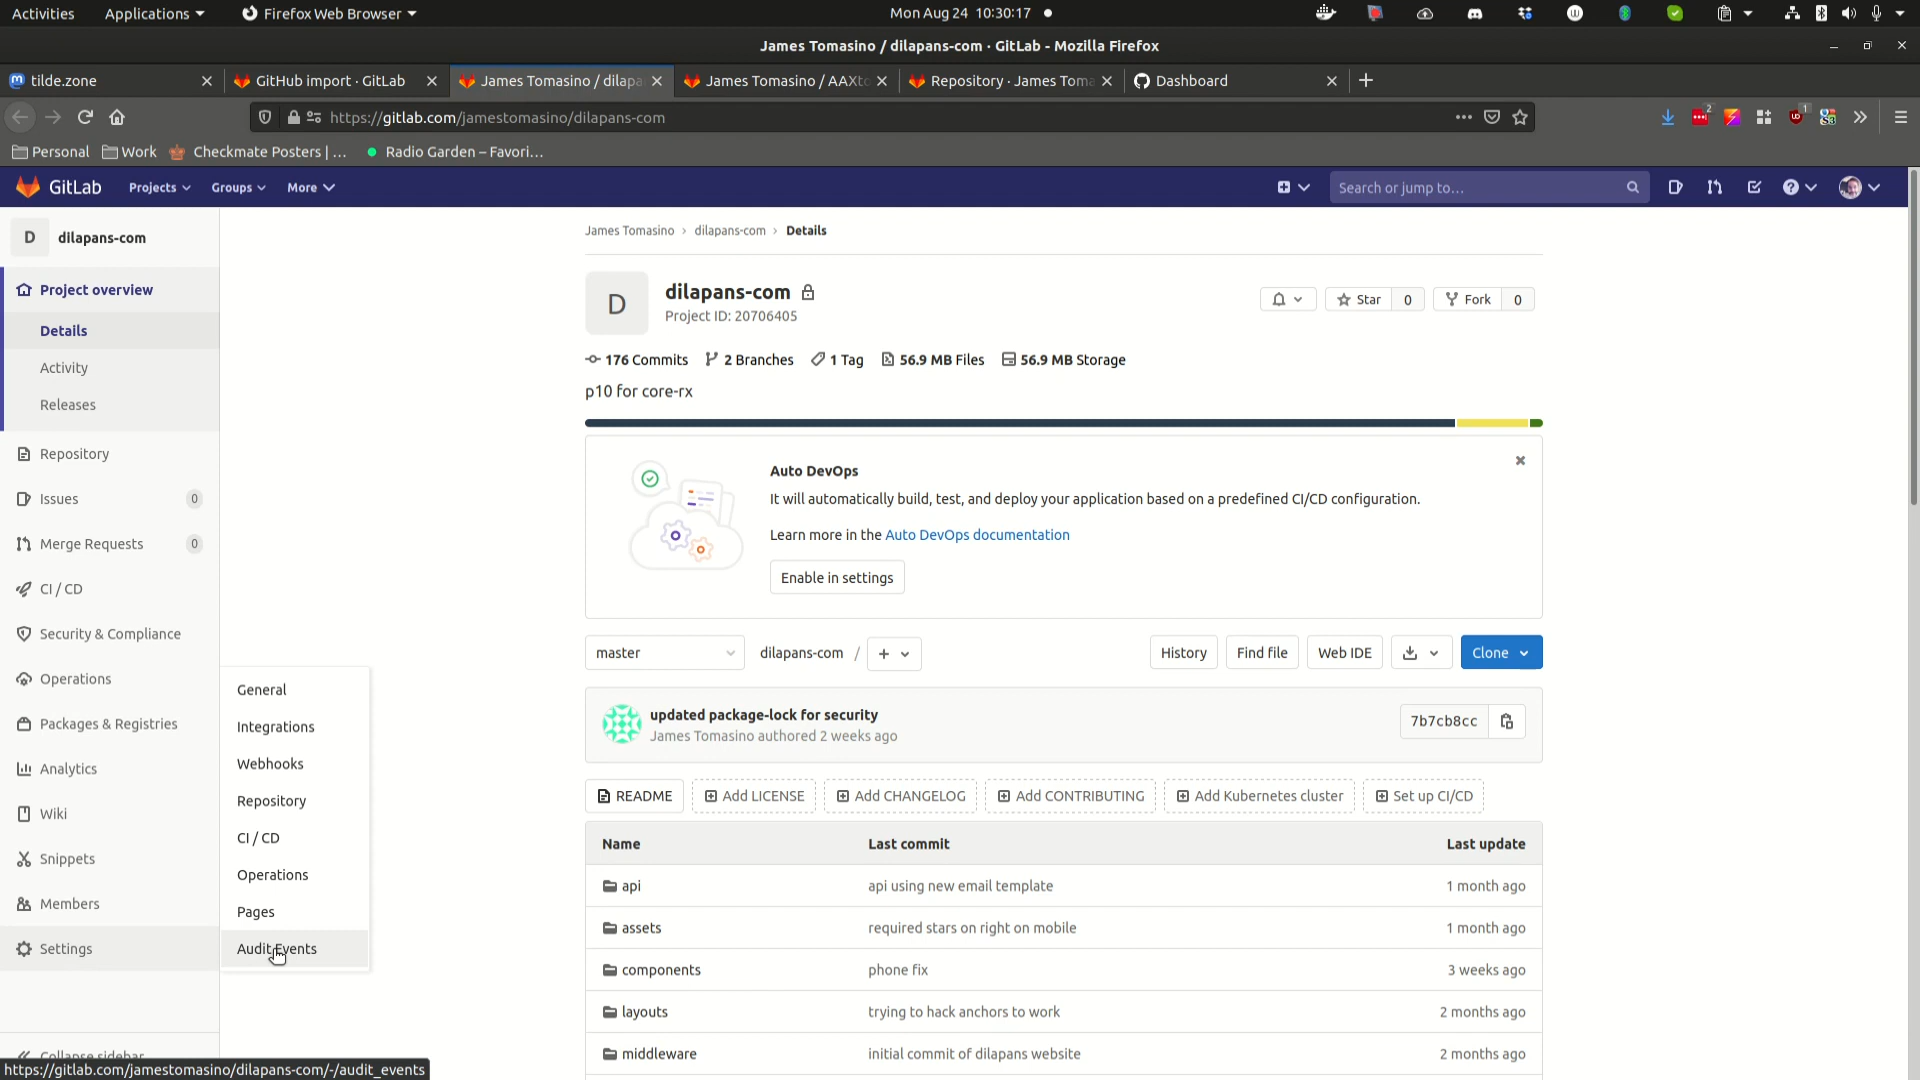 Activities
Applications
Firefox Web Browser
Mon Aug 24 10:30:17
James Tomasino / dilapans-com · GitLab - Mozilla Firefox
tilde.zone
GitHub import · GitLab
James Tomasino / dilapa
James Tomasino / AAXto
Repository · James Toma
Dashboard
https://gitlab.com/jamestomasino/dilapans-com
2
1
Personal
Work
Checkmate Posters | ...
Radio Garden – Favori...
GitLab
Projects
Groups
More
Search or jump to...
D
dilapans-com
Project overview
Details
Activity
Releases
Repository
Issues 0
Merge Requests 0
CI / CD
Security & Compliance
Operations
Packages & Registries
Analytics
Wiki
Snippets
Members
Settings
Collapse sidebar
https://gitlab.com/jamestomasino/dilapans-com/-/audit_events
General
Integrations
Webhooks
Repository
CI / CD
Operations
Pages
Audit Events
James Tomasino › dilapans-com › Details
D
dilapans-com
Project ID: 20706405
Star 0
Fork 0
176 Commits 2 Branches 1 Tag 56.9 MB Files 56.9 MB Storage
p10 for core-rx
Auto DevOps
It will automatically build, test, and deploy your application based on a predefined CI/CD configuration.
Learn more in the Auto DevOps documentation
Enable in settings
master
dilapans-com / +
History
Find file
Web IDE
Clone
updated package-lock for security
James Tomasino authored 2 weeks ago
7b7cb8cc
README
Add LICENSE
Add CHANGELOG
Add CONTRIBUTING
Add Kubernetes cluster
Set up CI/CD
Name Last commit Last update
api api using new email template 1 month ago
assets required stars on right on mobile 1 month ago
components phone fix 3 weeks ago
layouts trying to hack anchors to work 2 months ago
middleware initial commit of dilapans website 2 months ago